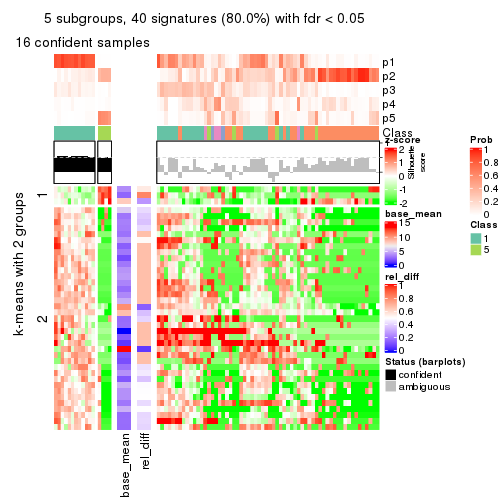 5 subgroups, 40 signatures (80.0%) with fdr < 0.05
16 confident samples
p1
p2
p3
p4
p5
Class
1
2
k-means with 2 groups
base_mean
rel_diff
Silhouette
score
z-score
2
1
0
-1
-2
base_mean
15
10
5
0
rel_diff
1
0.8
0.6
0.4
0.2
0
Status (barplots)
confident
ambiguous
Prob
1
0.8
0.6
0.4
0.2
0
Class
1
5